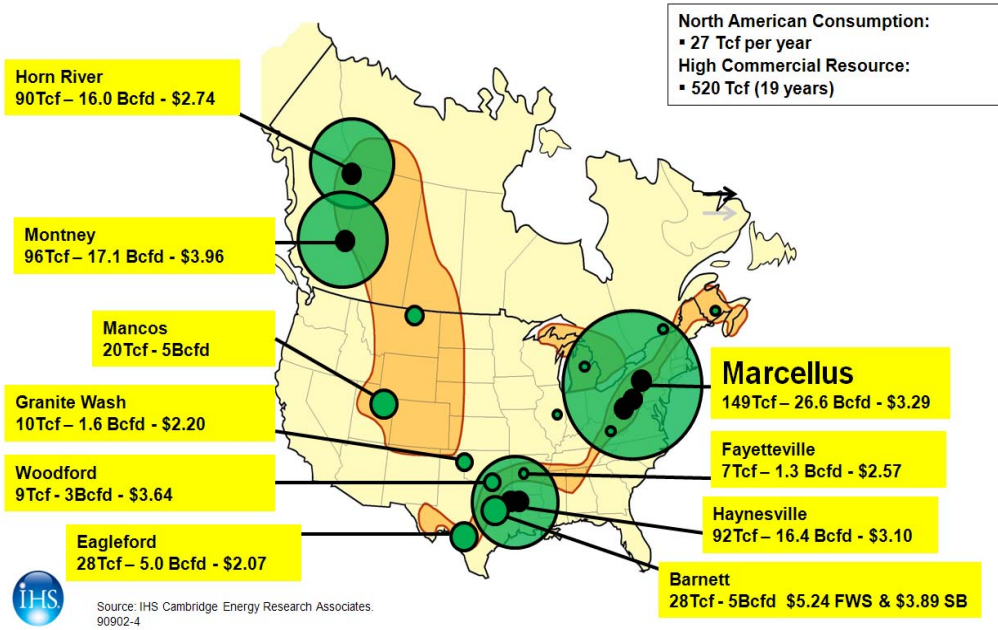 North American Consumption:
▪ 27 Tcf per year
High Commercial Resource:
▪ 520 Tcf (19 years)
Horn River
90Tcf – 16.0 Bcfd - $2.74
Montney
96Tcf – 17.1 Bcfd - $3.96
Mancos
20Tcf - 5Bcfd
Granite Wash
10Tcf – 1.6 Bcfd - $2.20
Woodford
9Tcf - 3Bcfd - $3.64
Eagleford
28Tcf – 5.0 Bcfd - $2.07
Marcellus
149Tcf – 26.6 Bcfd - $3.29
Fayetteville
7Tcf – 1.3 Bcfd - $2.57
Haynesville
92Tcf – 16.4 Bcfd - $3.10
Barnett
28Tcf - 5Bcfd $5.24 FWS & $3.89 SB
IHS
Source: IHS Cambridge Energy Research Associates.
90902-4